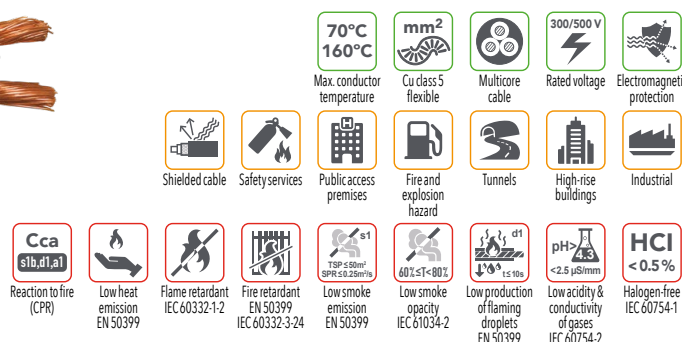 70°C
160°C
mm²
300/500 V
Max. conductor
temperature
Cu class 5
flexible
Multicore
cable
Rated voltage
Electromagneti
protection
H
Shielded cable
Safety services
Public access
premises
Fire and
explosion
hazard
Tunnels
High-rise
buildings
Industrial
Cca
s1b,d1,a1
s1
TSP ≤ 50m²
SPR ≤ 0.25m²/s
60% ≤ T < 80%
d1
t ≤ 10s
pH>
4.3
<2.5 µS/mm
HCI
< 0.5%
Reaction to fire
(CPR)
Low heat
emission
EN 50399
Flame retardant
IEC 60332-1-2
Fire retardant
EN 50399
IEC 60332-3-24
Low smoke
emission
EN 50399
Low smoke
opacity
IEC 61034-2
Low production
of flaming
droplets
EN 50399
Low acidity &
conductivity
of gases
IEC 60754-2
Halogen-free
IEC 60754-1